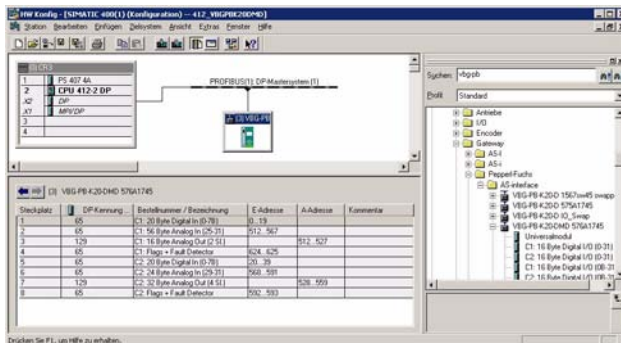 HW Konfig - [SIMATIC 400(1) (Konfiguration) -- 412_VBGPBK20DMD]
Station Bearbeiten Einfügen Zielsystem Ansicht Extras Fenster Hilfe
(0) CR3
1 PS 407 4A
2 CPU 412-2 DP
X2 DP
X1 MPI/DP
3
4
PROFIBUS(1): DP-Mastersystem (1)
(3) VBG-PB
Suchen: vbg-pb
Profil: Standard
Antriebe
I/O
Encoder
Gateway
AS-I
AS-i
Pepperl-Fuchs
AS-interface
VBG-PB-K20-D 1567sw45 swapp
VBG-PB-K20-D 575A1745
VBG-PB-K20-D IO_Swap
VBG-PB-K20-DMD 576A1745
Universalmodul
C1: 16 Byte Digital I/O (0-31)
C1: 16 Byte Digital I/O (0B-31
C2: 16 Byte Digital I/O (0-31)
C2: 16 Byte Digital I/O (0B-31
(3) VBG-PB-K20-DMD 576A1745
Steckplatz DP-Kennung ... Bestellnummer / Bezeichnung E-Adresse A-Adresse Kommentar
1 65 C1: 20 Byte Digital In (0-7B) 0...19
2 65 C1: 56 Byte Analog In (25-31) 512...567
3 129 C1: 16 Byte Analog Out (2 Sl.) 512...527
4 65 C1: Flags + Fault Detector 624...625
5 65 C2: 20 Byte Digital In (0-7B) 20...39
6 65 C2: 24 Byte Analog In (29-31) 568...591
7 129 C2: 32 Byte Analog Out (4 Sl.) 528...559
8 65 C2: Flags + Fault Detector 592...593
Drücken Sie F1, um Hilfe zu erhalten.